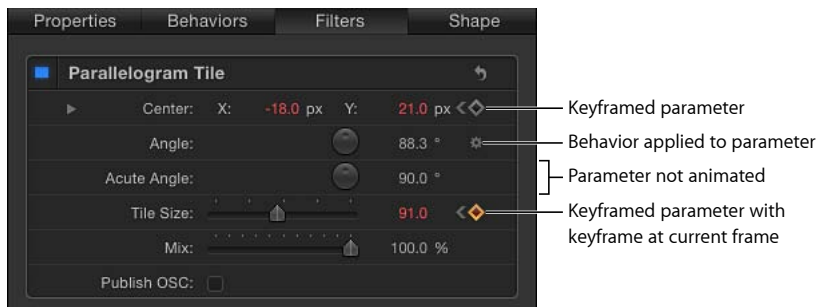 Properties Behaviors Filters Shape
Parallelogram Tile
Center: X: -18.0 px Y: 21.0 px
Keyframed parameter
Angle: 88.3 °
Behavior applied to parameter
Acute Angle: 90.0 °
Parameter not animated
Tile Size: 91.0
Keyframed parameter with
keyframe at current frame
Mix: 100.0 %
Publish OSC: